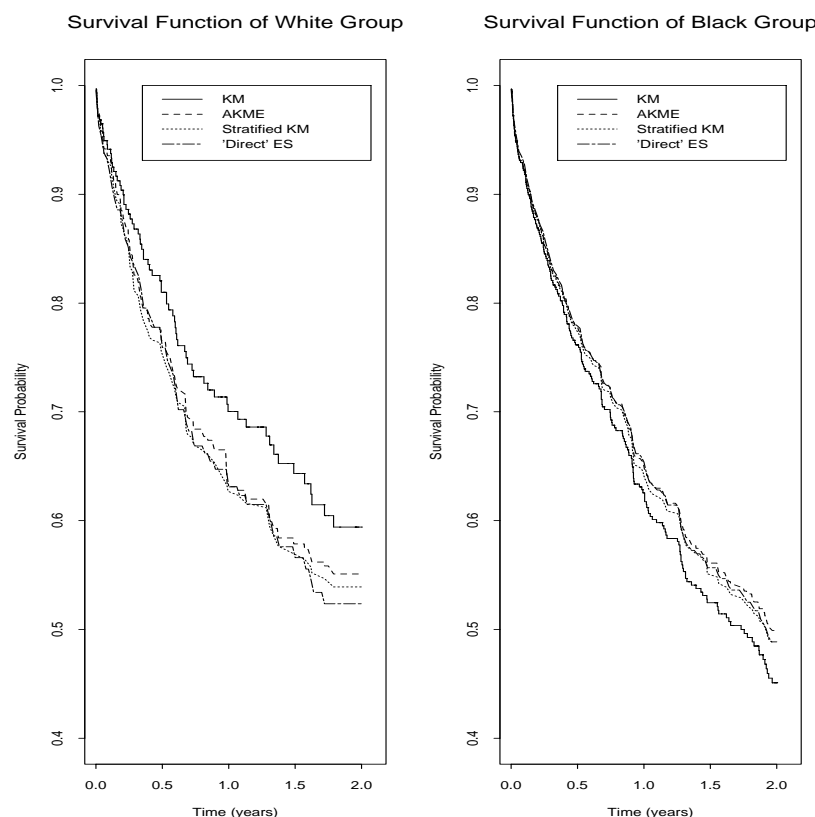 Survival Function of White Group
KM
AKME
Stratified KM
'Direct' ES
Survival Probability
1.0
0.9
0.8
0.7
0.6
0.5
0.4
0.0 0.5 1.0 1.5 2.0
Time (years)
Survival Function of Black Group
KM
AKME
Stratified KM
'Direct' ES
Survival Probability
1.0
0.9
0.8
0.7
0.6
0.5
0.4
0.0 0.5 1.0 1.5 2.0
Time (years)